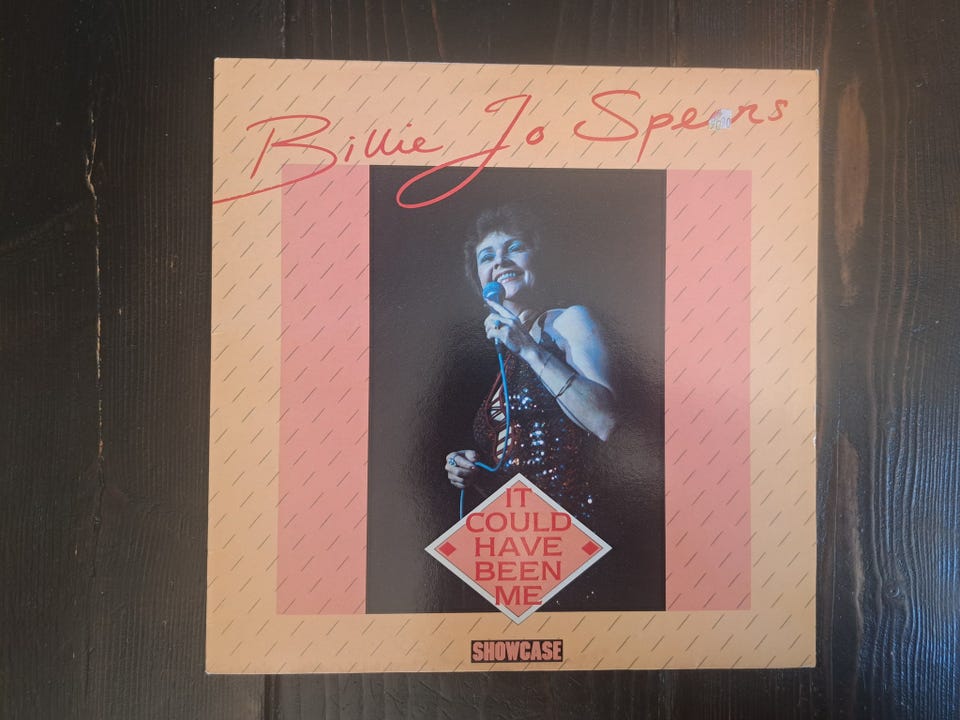 Billie Jo Spears
IT
COULD
HAVE
BEEN
ME
SHOWCASE